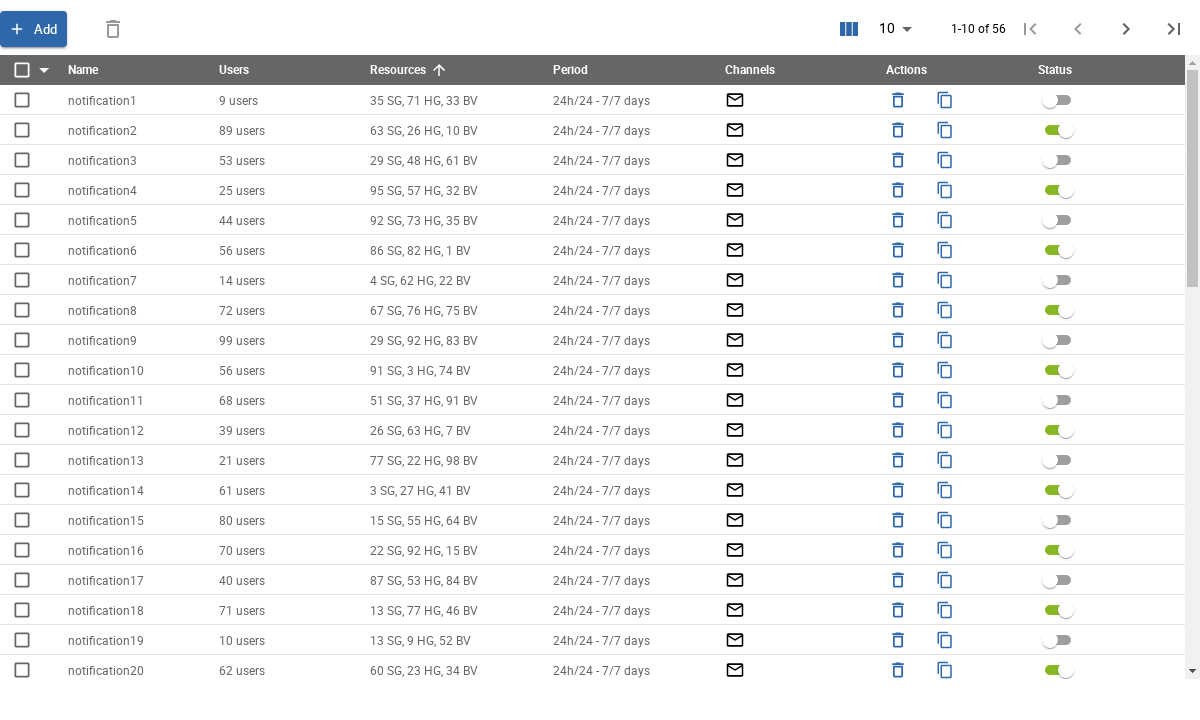 Add 10 1-10 of 56
Name Users Resources Period Channels Actions Status
notification1 9 users 35 SG, 71 HG, 33 BV 24h/24 - 7/7 days
notification2 89 users 63 SG, 26 HG, 10 BV 24h/24 - 7/7 days
notification3 53 users 29 SG, 48 HG, 61 BV 24h/24 - 7/7 days
notification4 25 users 95 SG, 57 HG, 32 BV 24h/24 - 7/7 days
notification5 44 users 92 SG, 73 HG, 35 BV 24h/24 - 7/7 days
notification6 56 users 86 SG, 82 HG, 1 BV 24h/24 - 7/7 days
notification7 14 users 4 SG, 62 HG, 22 BV 24h/24 - 7/7 days
notification8 72 users 67 SG, 76 HG, 75 BV 24h/24 - 7/7 days
notification9 99 users 29 SG, 92 HG, 83 BV 24h/24 - 7/7 days
notification10 56 users 91 SG, 3 HG, 74 BV 24h/24 - 7/7 days
notification11 68 users 51 SG, 37 HG, 91 BV 24h/24 - 7/7 days
notification12 39 users 26 SG, 63 HG, 7 BV 24h/24 - 7/7 days
notification13 21 users 77 SG, 22 HG, 98 BV 24h/24 - 7/7 days
notification14 61 users 3 SG, 27 HG, 41 BV 24h/24 - 7/7 days
notification15 80 users 15 SG, 55 HG, 64 BV 24h/24 - 7/7 days
notification16 70 users 22 SG, 92 HG, 15 BV 24h/24 - 7/7 days
notification17 40 users 87 SG, 53 HG, 84 BV 24h/24 - 7/7 days
notification18 71 users 13 SG, 77 HG, 46 BV 24h/24 - 7/7 days
notification19 10 users 13 SG, 9 HG, 52 BV 24h/24 - 7/7 days
notification20 62 users 60 SG, 23 HG, 34 BV 24h/24 - 7/7 days